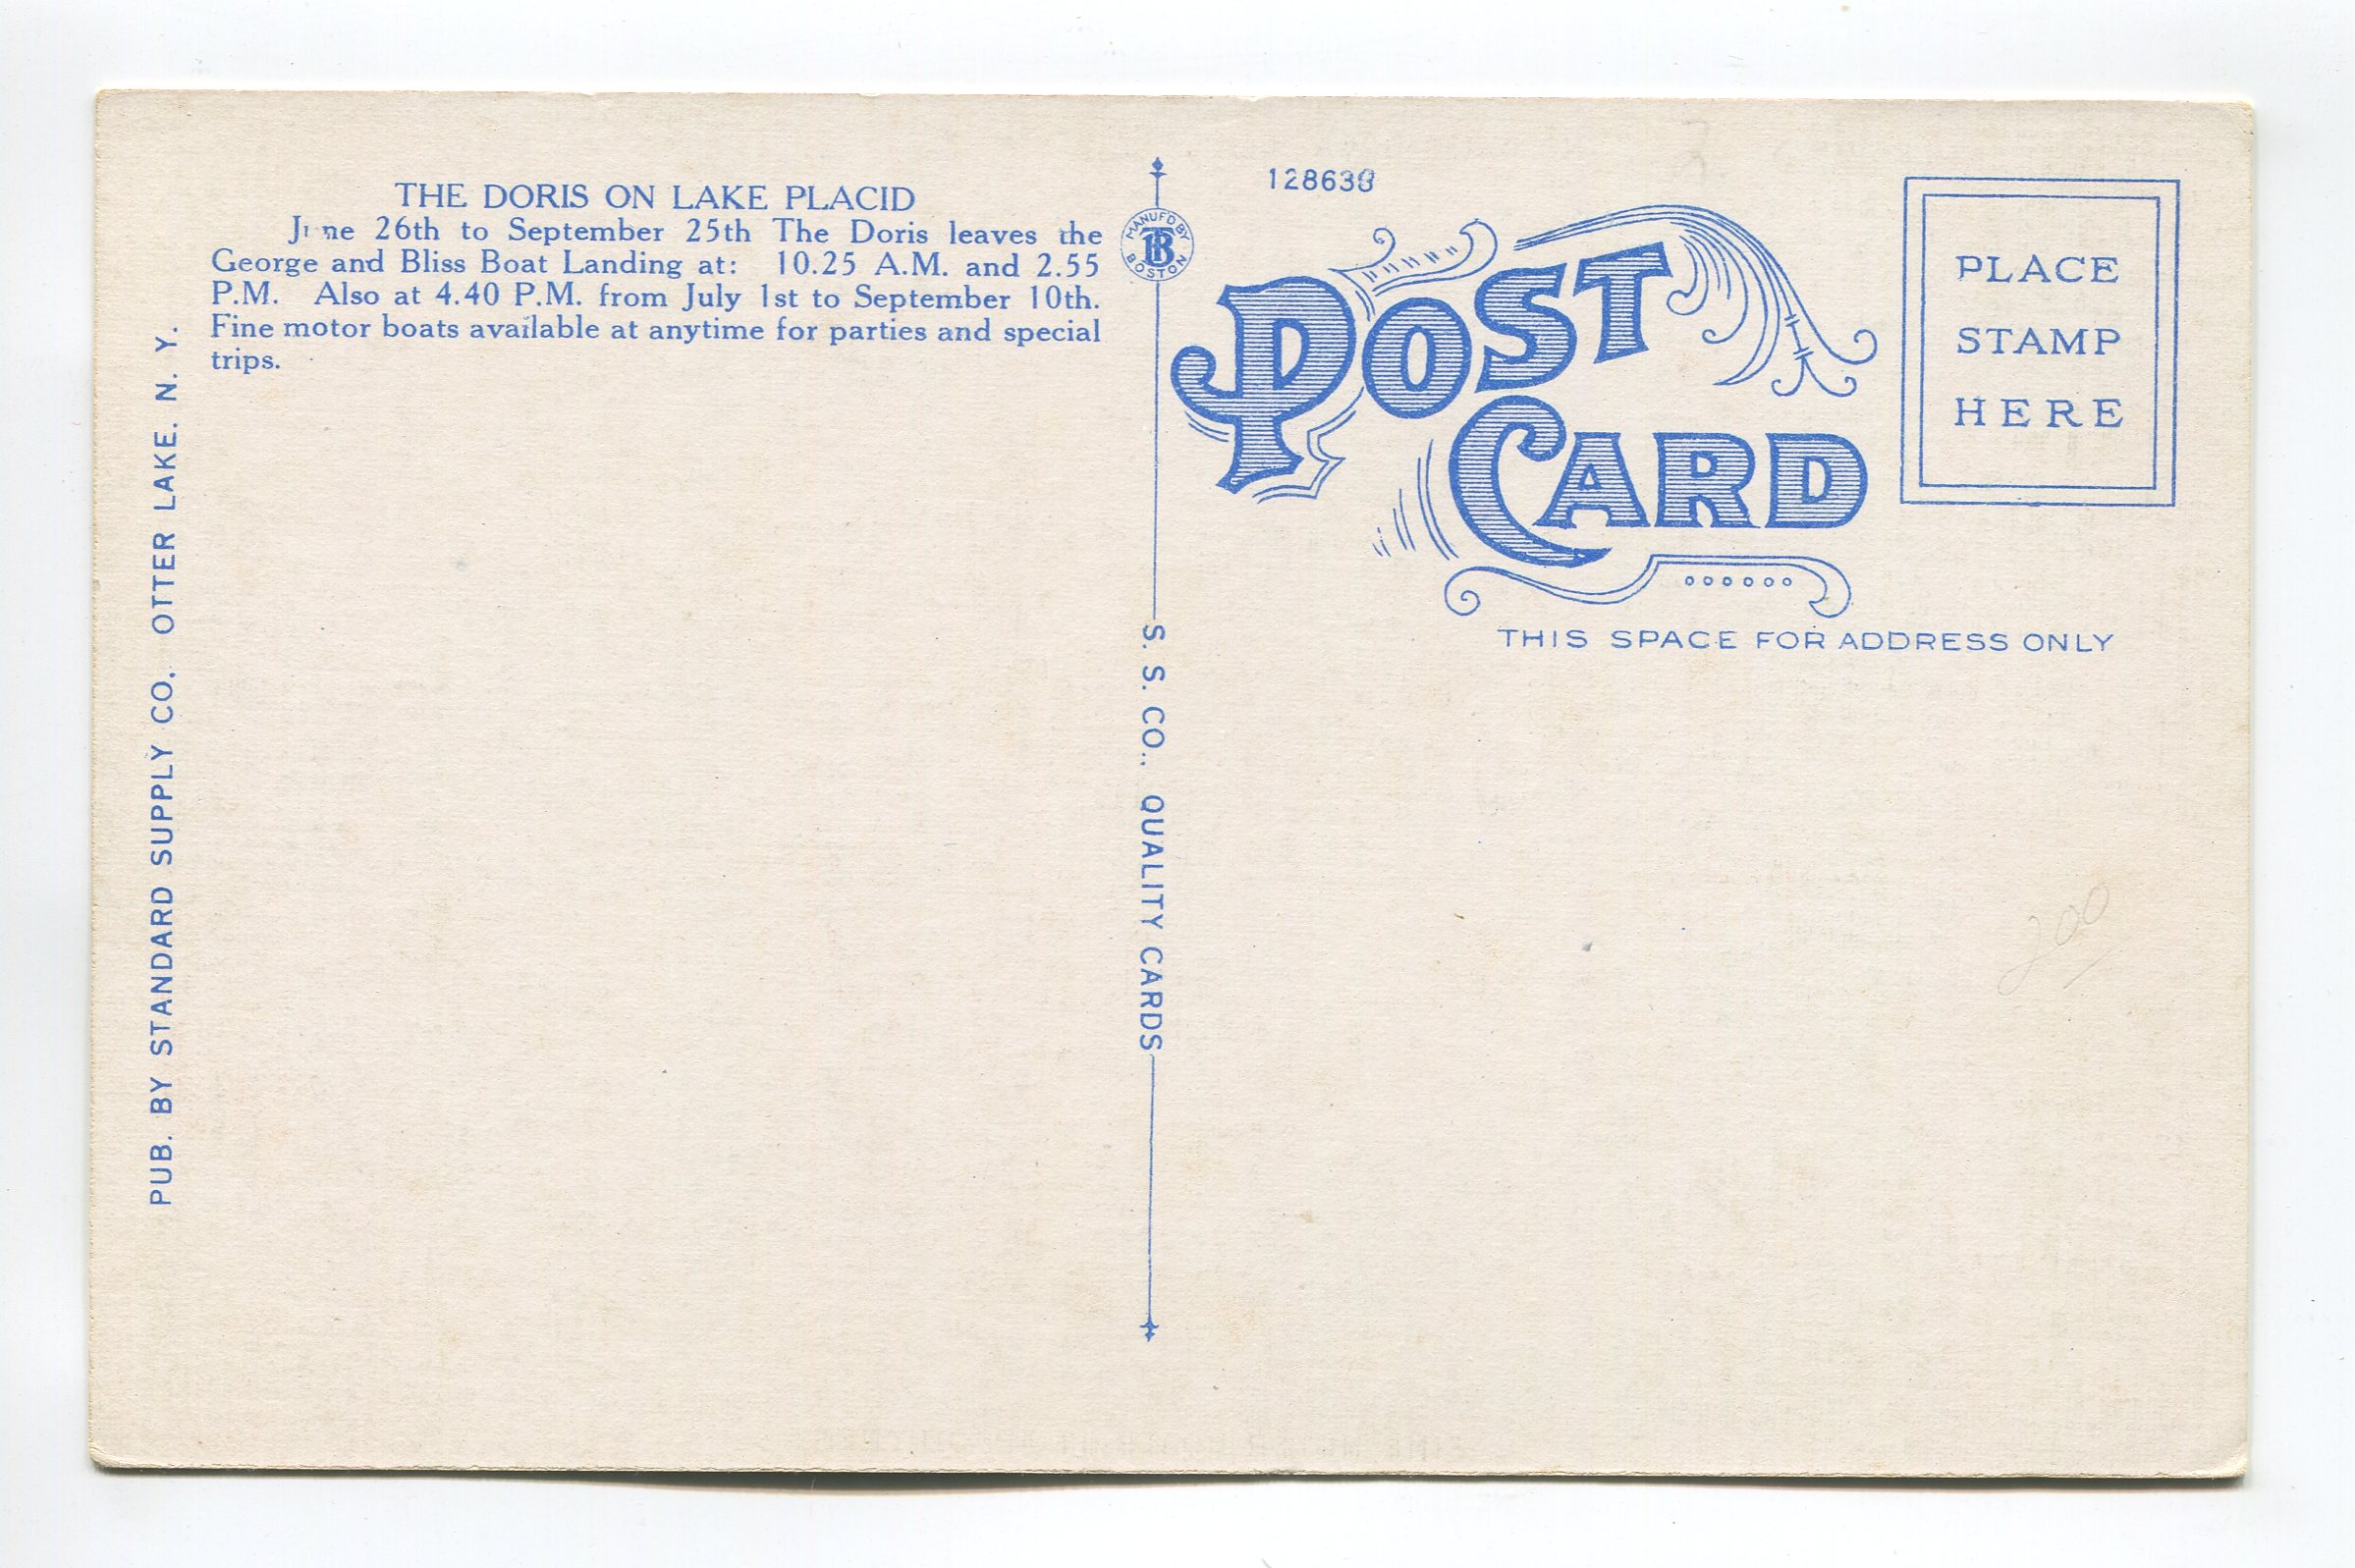 THE DORIS ON LAKE PLACID
June 26th to September 25th The Doris leaves the
George and Bliss Boat Landing at: 10.25 A.M. and 2.55
P.M. Also at 4.40 P.M. from July 1st to September 10th.
Fine motor boats available at anytime for parties and special
trips.
PUB. BY STANDARD SUPPLY CO. OTTER LAKE. N. Y.
MANUFD BY
TB
BOSTON
S. S. CO.. QUALITY CARDS
POST
CARD
PLACE
STAMP
HERE
THIS SPACE FOR ADDRESS ONLY
200